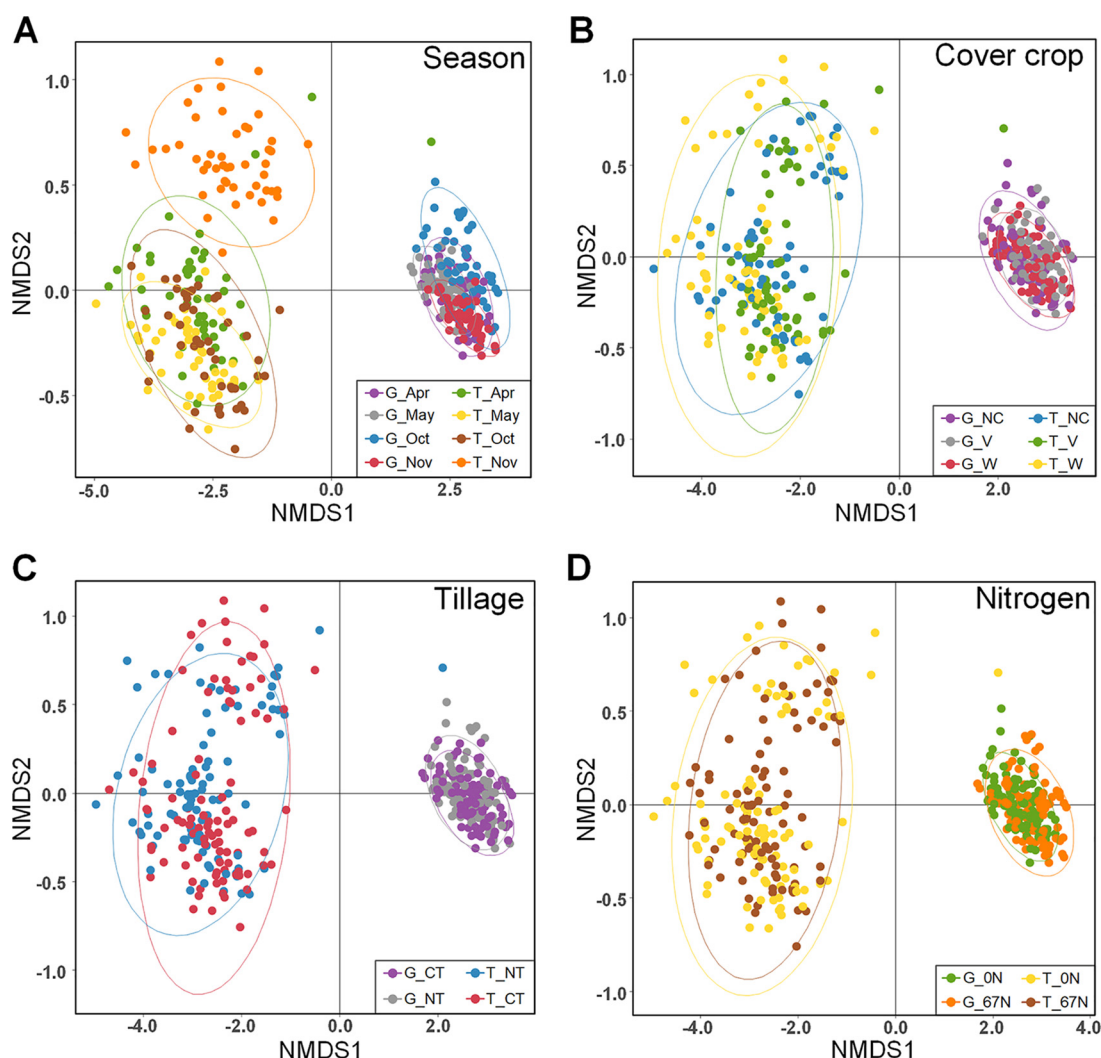 A
Season
1.0
0.5
0.0
-0.5
NMDS2
G_Apr T_Apr
G_May T_May
G_Oct T_Oct
G_Nov T_Nov
-5.0 -2.5 0.0 2.5
NMDS1
B
Cover crop
1.0
0.5
0.0
-0.5
-1.0
NMDS2
G_NC T_NC
G_V T_V
G_W T_W
-4.0 -2.0 0.0 2.0
NMDS1
C
Tillage
1.0
0.5
0.0
-0.5
-1.0
NMDS2
G_CT T_NT
G_NT T_CT
-4.0 -2.0 0.0 2.0
NMDS1
D
Nitrogen
1.0
0.5
0.0
-0.5
-1.0
NMDS2
G_0N T_0N
G_67N T_67N
-4.0 -2.0 0.0 2.0 4.0
NMDS1